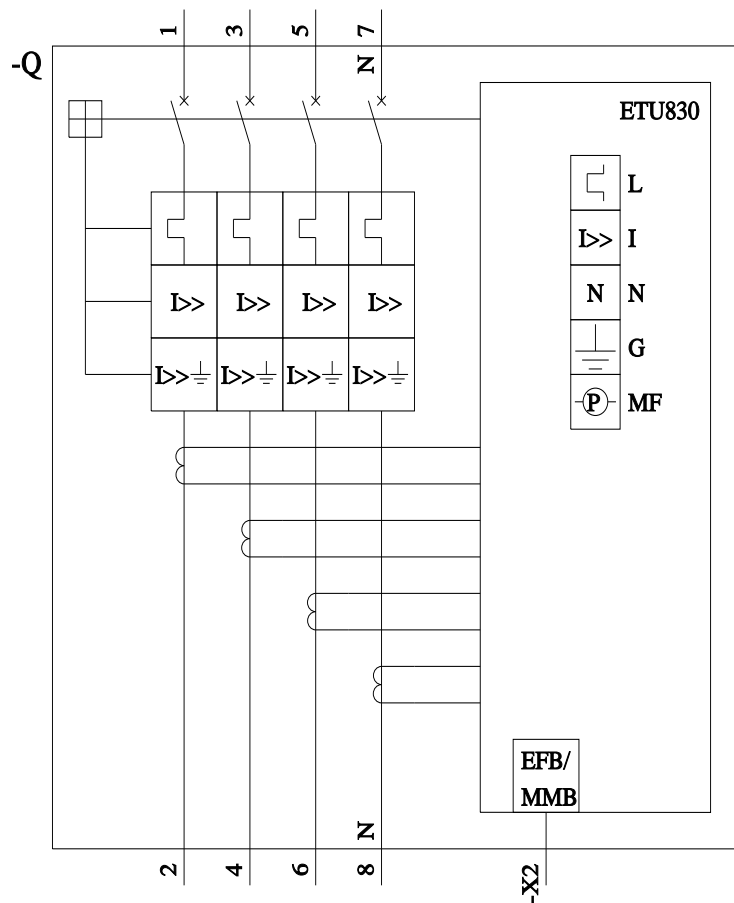 1 3 5 7
-Q
N
ETU830
L
I>> I
N N
G
P MF
I>> I>> I>> I>>
I>> I>> I>> I>>
EFB/
MMB
N
2 4 6 8
-X2